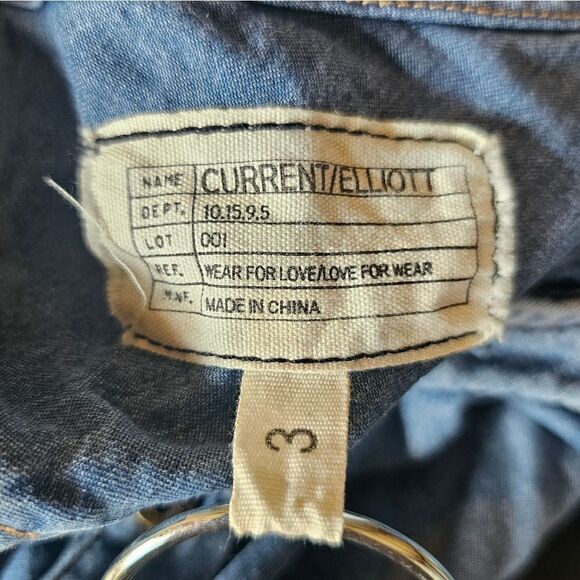 NAME CURRENT/ELLIOTT
DEPT. 10.15.9.5
LOT 001
REF. WEAR FOR LOVE/LOVE FOR WEAR
MNF. MADE IN CHINA
3